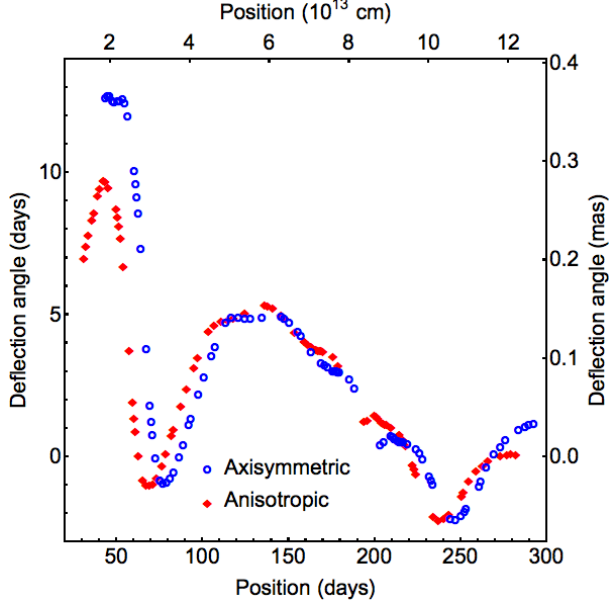 Position (10¹³ cm)
2 4 6 8 10 12
Deflection angle (days)
10
5
0
Deflection angle (mas)
0.4
0.3
0.2
0.1
0.0
Axisymmetric
Anisotropic
50 100 150 200 250 300
Position (days)